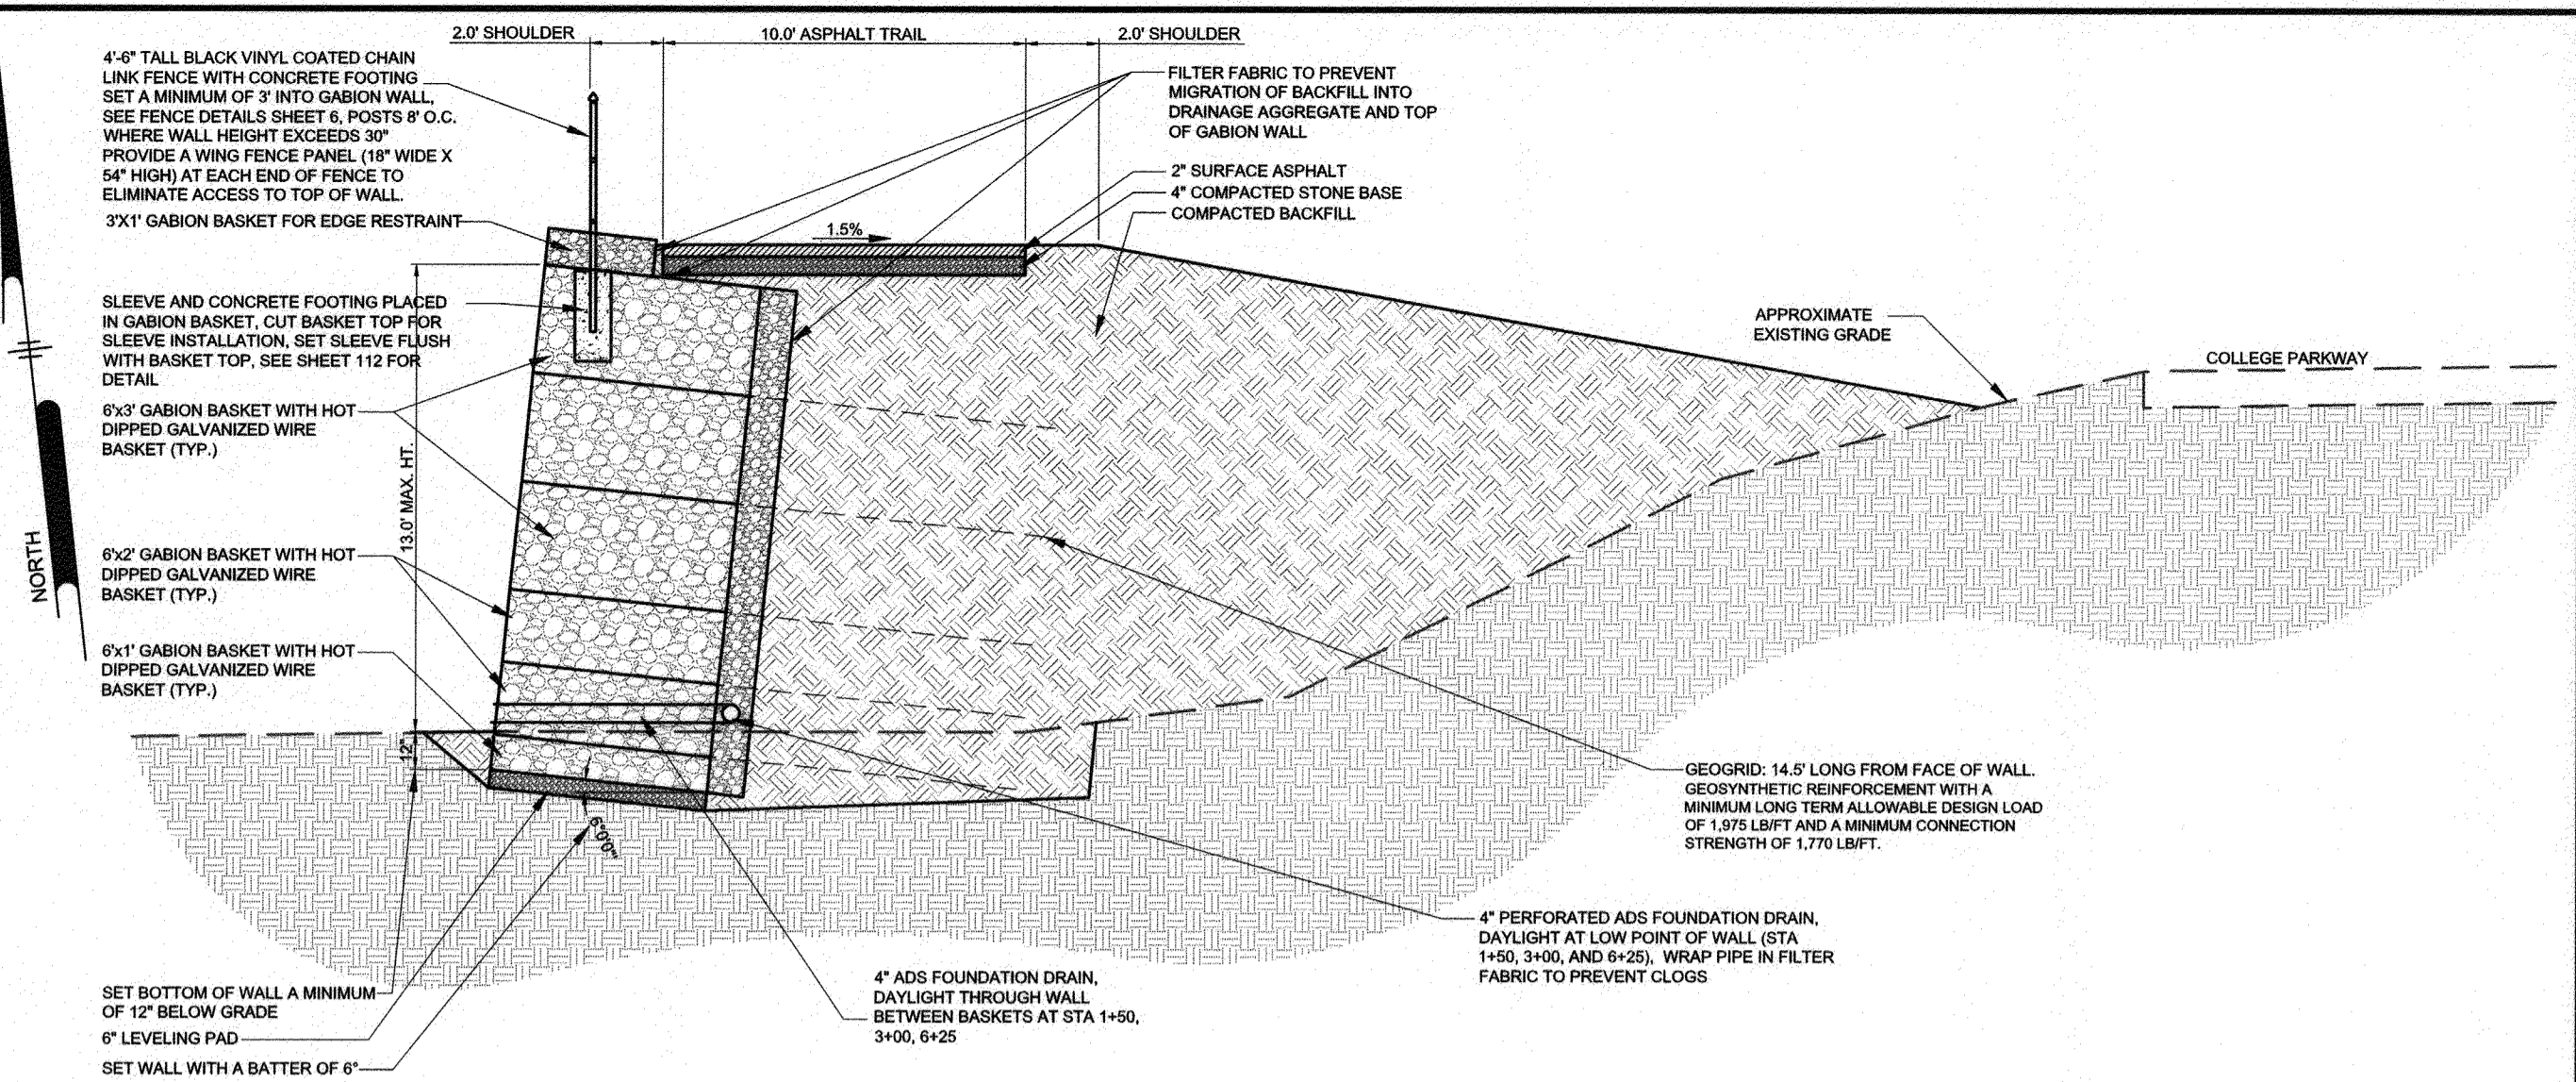 2.0' SHOULDER
10.0' ASPHALT TRAIL
2.0' SHOULDER
4'-6" TALL BLACK VINYL COATED CHAIN
LINK FENCE WITH CONCRETE FOOTING
SET A MINIMUM OF 3' INTO GABION WALL,
SEE FENCE DETAILS SHEET 6, POSTS 8' O.C.
WHERE WALL HEIGHT EXCEEDS 30"
PROVIDE A WING FENCE PANEL (18" WIDE X
54" HIGH) AT EACH END OF FENCE TO
ELIMINATE ACCESS TO TOP OF WALL.
3'X1' GABION BASKET FOR EDGE RESTRAINT
FILTER FABRIC TO PREVENT
MIGRATION OF BACKFILL INTO
DRAINAGE AGGREGATE AND TOP
OF GABION WALL
2" SURFACE ASPHALT
4" COMPACTED STONE BASE
COMPACTED BACKFILL
1.5%
SLEEVE AND CONCRETE FOOTING PLACED
IN GABION BASKET, CUT BASKET TOP FOR
SLEEVE INSTALLATION, SET SLEEVE FLUSH
WITH BASKET TOP, SEE SHEET 112 FOR
DETAIL
APPROXIMATE
EXISTING GRADE
COLLEGE PARKWAY
6'x3' GABION BASKET WITH HOT
DIPPED GALVANIZED WIRE
BASKET (TYP.)
13.0' MAX. HT.
NORTH
6'x2' GABION BASKET WITH HOT
DIPPED GALVANIZED WIRE
BASKET (TYP.)
6'x1' GABION BASKET WITH HOT
DIPPED GALVANIZED WIRE
BASKET (TYP.)
12"
6°0'0"
GEOGRID: 14.5' LONG FROM FACE OF WALL.
GEOSYNTHETIC REINFORCEMENT WITH A
MINIMUM LONG TERM ALLOWABLE DESIGN LOAD
OF 1,975 LB/FT AND A MINIMUM CONNECTION
STRENGTH OF 1,770 LB/FT.
4" PERFORATED ADS FOUNDATION DRAIN,
DAYLIGHT AT LOW POINT OF WALL (STA
1+50, 3+00, AND 6+25), WRAP PIPE IN FILTER
FABRIC TO PREVENT CLOGS
4" ADS FOUNDATION DRAIN,
DAYLIGHT THROUGH WALL
BETWEEN BASKETS AT STA 1+50,
3+00, 6+25
SET BOTTOM OF WALL A MINIMUM
OF 12" BELOW GRADE
6" LEVELING PAD
SET WALL WITH A BATTER OF 6°